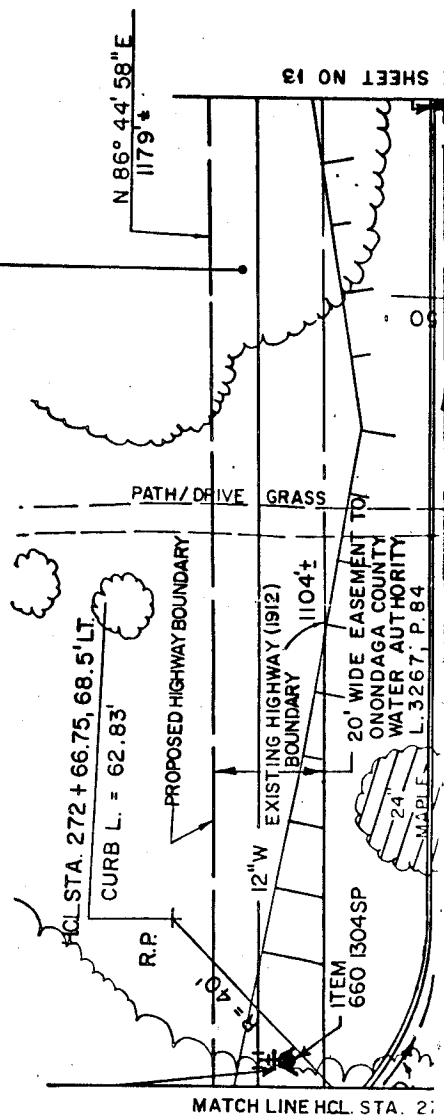 SHEET NO 13
N 86° 44' 58" E
1179'±
50
PATH/DRIVE GRASS
HCL STA. 272 + 66.75, 68.5' LT.
CURB L. = 62.83'
PROPOSED HIGHWAY BOUNDARY
EXISTING HIGHWAY (1912)
BOUNDARY
1104'±
20' WIDE EASEMENT TO
ONONDAGA COUNTY
WATER AUTHORITY
L.3267, P.84
12"W
24"
MAPLE
R.P.
R = 40'
ITEM
660 1304SP
MATCH LINE HCL. STA.